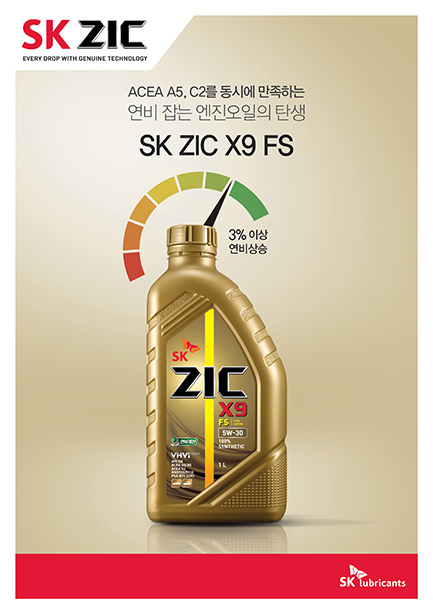 SK ZIC
EVERY DROP WITH GENUINE TECHNOLOGY
ACEA A5, C2를 동시에 만족하는
연비 잡는 엔진오일의 탄생
SK ZIC X9 FS
3% 이상
연비상승
SK
ZIC
X9
FS
5W-30
100%
SYNTHETIC
VHVI
1 L
SK lubricants